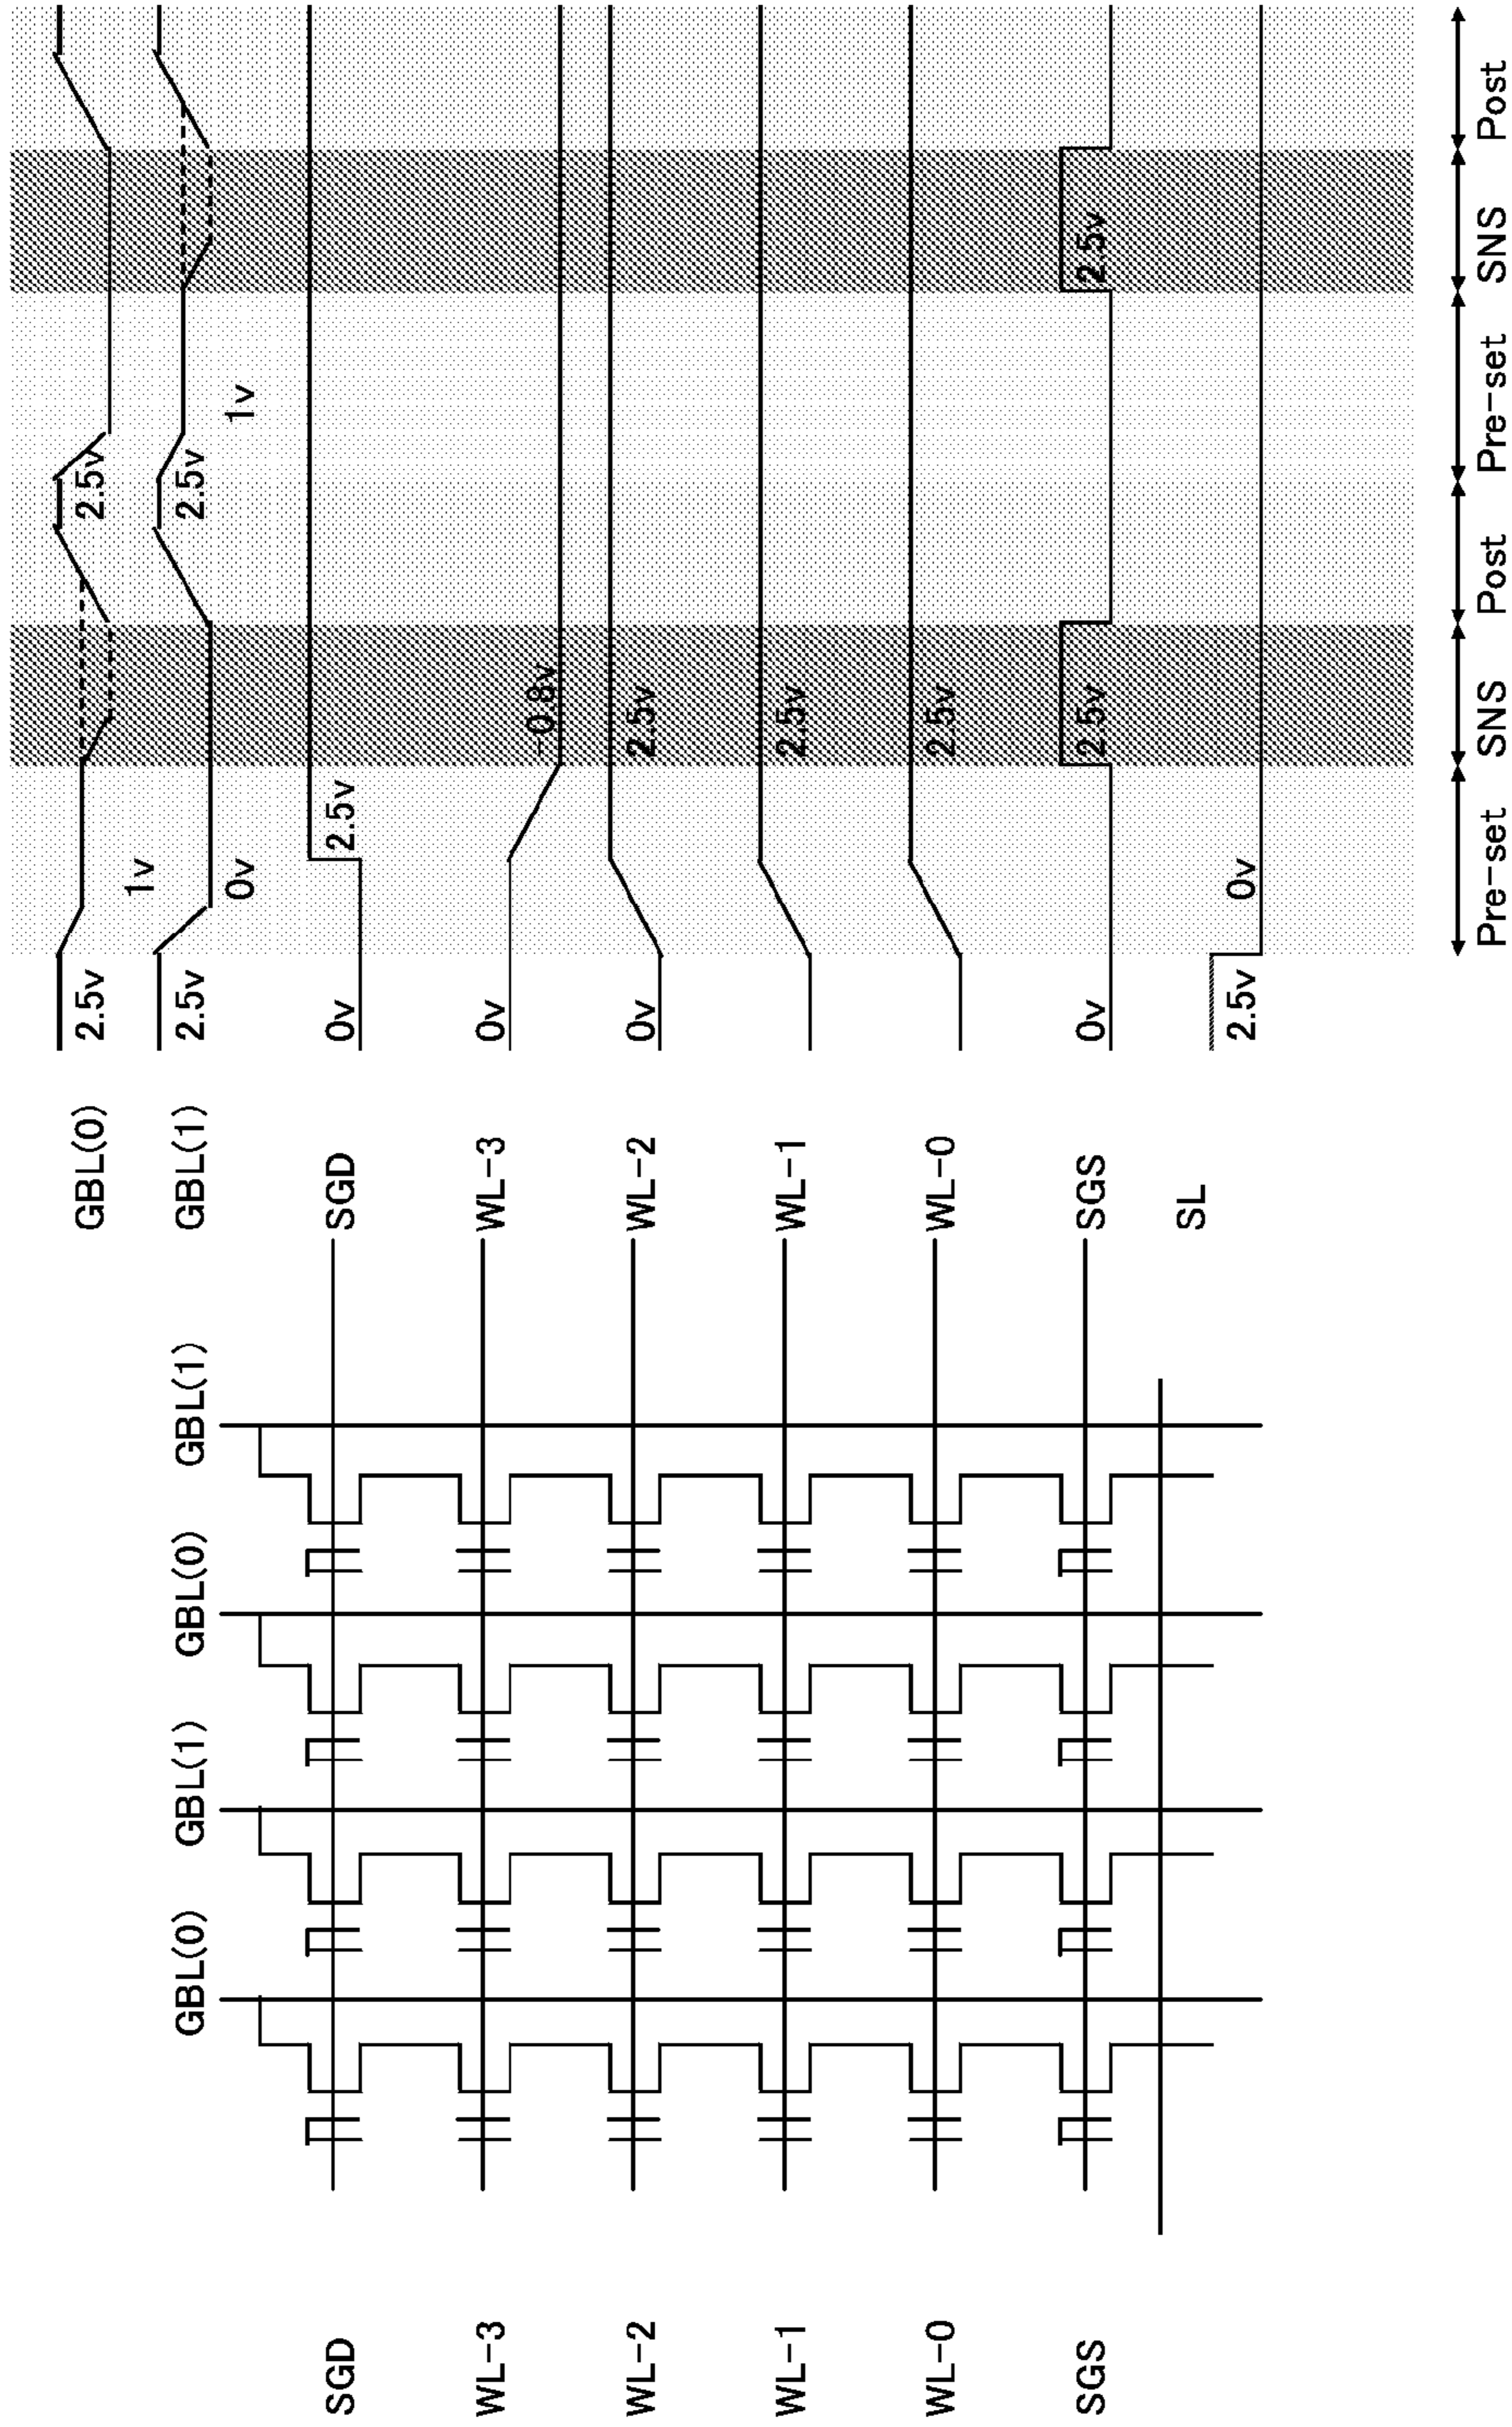 GBL(0) 2.5v 2.5v
1v
GBL(0) GBL(1) GBL(0) GBL(1) GBL(1) 2.5v 2.5v
0v 1v
SGD SGD 0v 2.5v
WL-3 WL-3 0v -0.8v
WL-2 WL-2 0v 2.5v
WL-1 WL-1 2.5v
WL-0 WL-0 2.5v
SGS SGS 0v 2.5v 2.5v
SL 2.5v 0v
Pre-set SNS Post Pre-set SNS Post